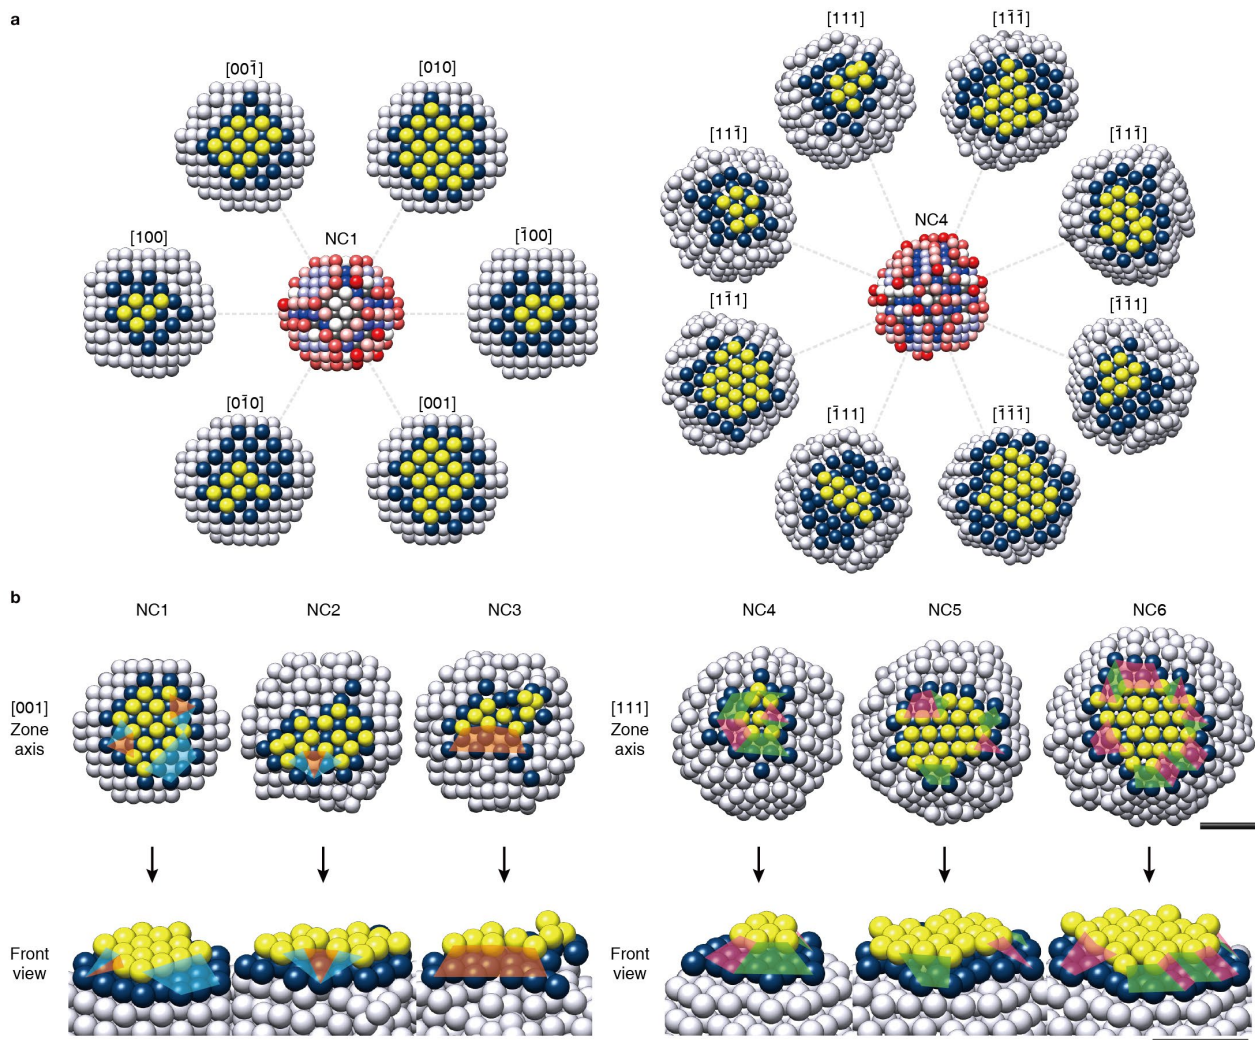 a
[001̄]
[010]
[100]
NC1
[1̄00]
[01̄0]
[001]
[111]
[11̄1̄]
[111̄]
[1̄11̄]
NC4
[11̄1]
[1̄1̄1]
[1̄11]
[1̄1̄1̄]
b
NC1
NC2
NC3
NC4
NC5
NC6
[001]
Zone
axis
[111]
Zone
axis
Front
view
Front
view